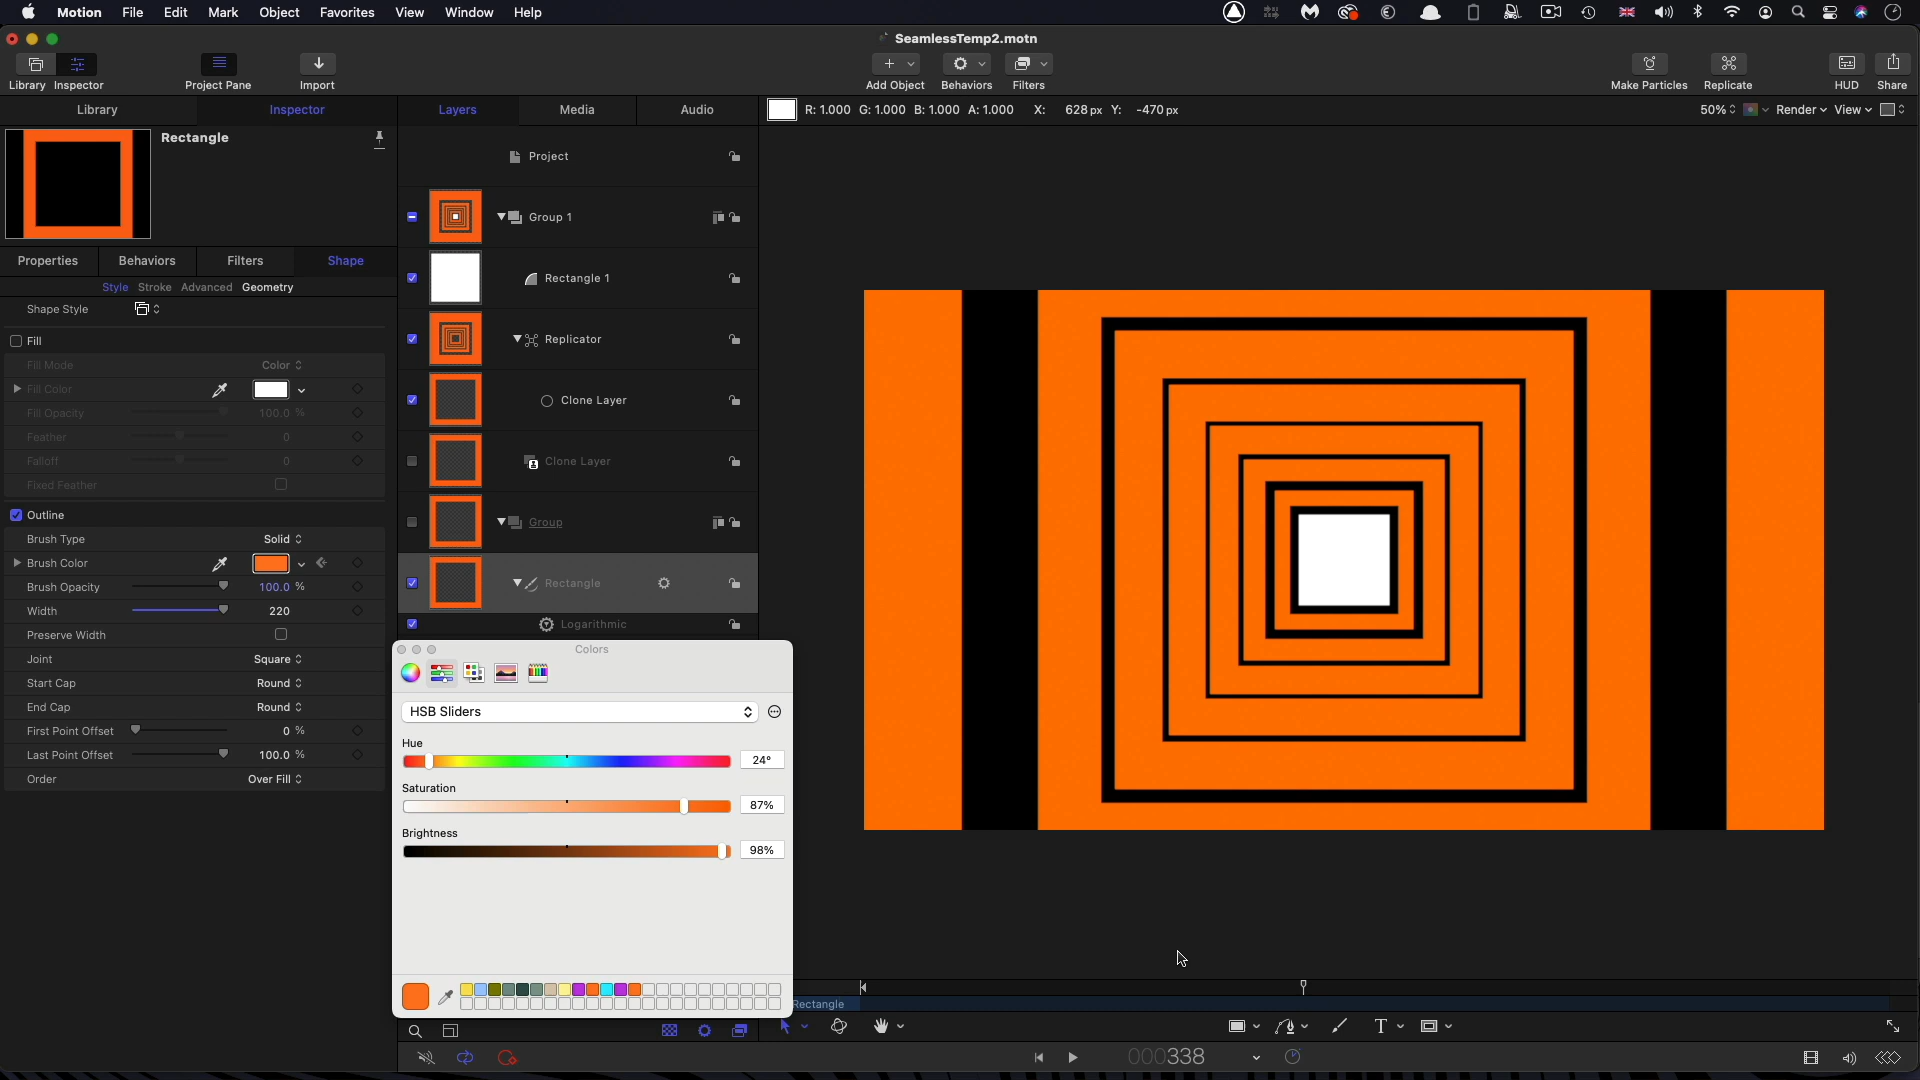 Motion File Edit Mark Object Favorites View Window Help
SeamlessTemp2.motn
Library Inspector Project Pane Import Add Object Behaviors Filters Make Particles Replicate HUD Share
Library Inspector Layers Media Audio R: 1.000 G: 1.000 B: 1.000 A: 1.000 X: 628 px Y: -470 px 50% Render View
Rectangle
Project
Group 1
Properties Behaviors Filters Shape
Style Stroke Advanced Geometry
Rectangle 1
Shape Style
Fill
Replicator
Fill Mode Color
Fill Color
Clone Layer
Fill Opacity 100.0 %
Feather 0
Falloff 0
Clone Layer
Fixed Feather
Outline
Group
Brush Type Solid
Brush Color
Brush Opacity 100.0 %
Rectangle
Width 220
Logarithmic
Preserve Width
Joint Square
Start Cap Round
End Cap Round
First Point Offset 0 %
Last Point Offset 100.0 %
Order Over Fill
Colors
HSB Sliders
Hue
24°
Saturation
87%
Brightness
98%
Rectangle
T
000338